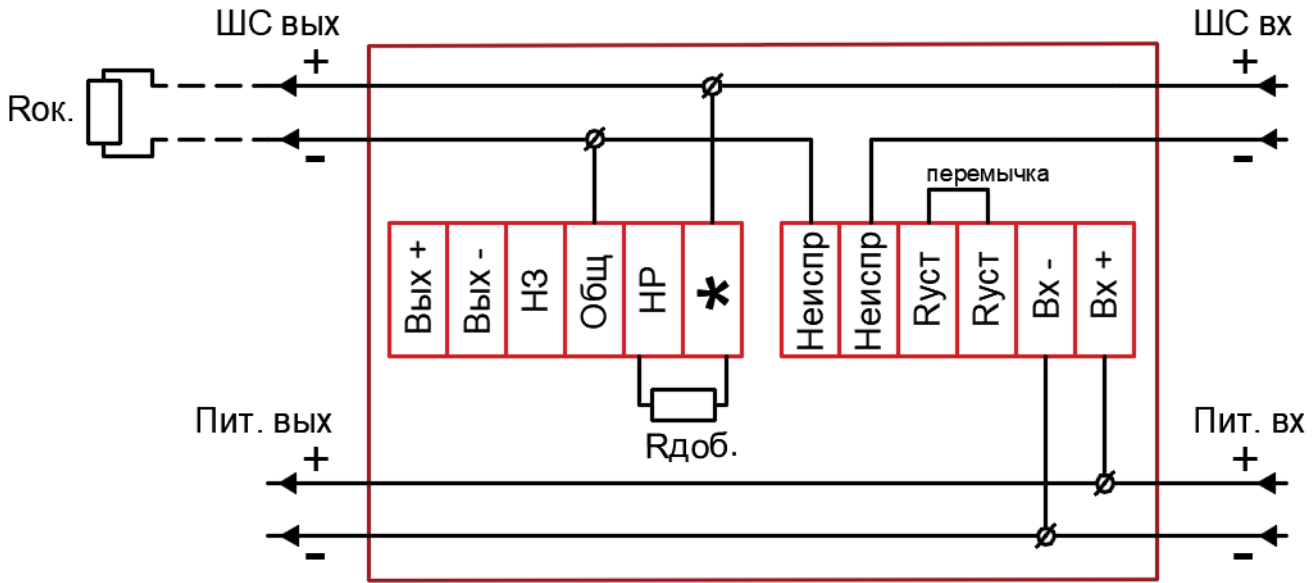 ШС вых
ШС вх
+
+
Rок.
-
-
перемычка
Вых +
Вых -
НЗ
Общ
НР
*
Неиспр
Неиспр
Rуст
Rуст
Вх -
Вх +
Rдоб.
Пит. вых
Пит. вх
+
+
-
-